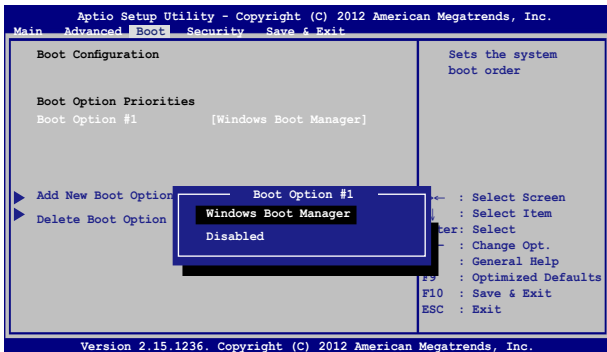 Aptio Setup Utility - Copyright (C) 2012 American Megatrends, Inc.
Main Advanced Boot Security Save & Exit
Boot Configuration
Boot Option Priorities
Boot Option #1 [Windows Boot Manager]
Add New Boot Option
Delete Boot Option
Boot Option #1
Windows Boot Manager
Disabled
Sets the system
boot order
: Select Screen
: Select Item
ter: Select
: Change Opt.
: General Help
F9 : Optimized Defaults
F10 : Save & Exit
ESC : Exit
Version 2.15.1236. Copyright (C) 2012 American Megatrends, Inc.